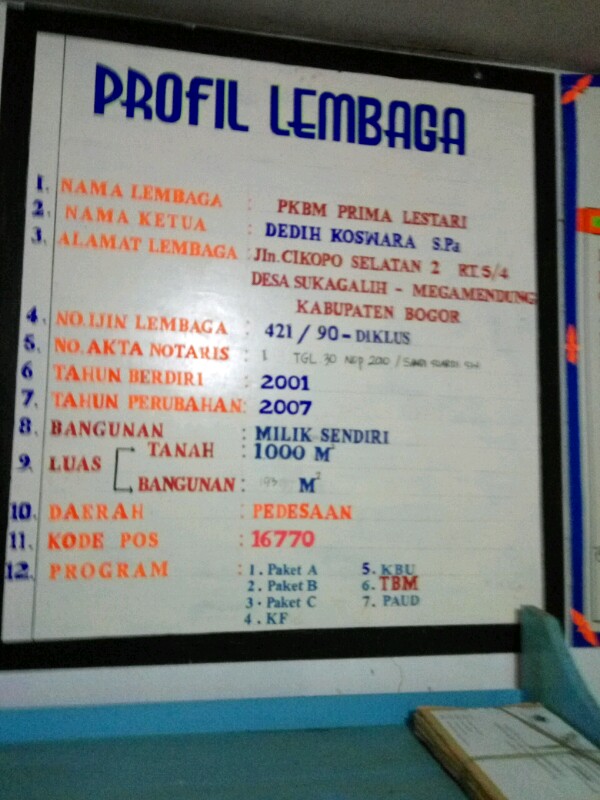 PROFIL LEMBAGA
1. NAMA LEMBAGA : PKBM PRIMA LESTARI
2. NAMA KETUA : DEDIH KOSWARA S.Pa
3. ALAMAT LEMBAGA : Jln. CIKOPO SELATAN 2 RT. 5/4
DESA SUKAGALIH - MEGAMENDUNG
KABUPATEN BOGOR
4. NO. IJIN LEMBAGA : 421 / 90 - DIKLUS
5. NO. AKTA NOTARIS : 1 TGL. 30
6 TAHUN BERDIRI : 2001
7. TAHUN PERUBAHAN : 2007
8. BANGUNAN : MILIK SENDIRI
9. LUAS TANAH : 1000 M²
BANGUNAN : M²
10. DAERAH : PEDESAAN
11. KODE POS : 16770
12. PROGRAM : 1. Paket A 5. KBU
2. Paket B 6. TBM
3. Paket C 7. PAUD
4. KF